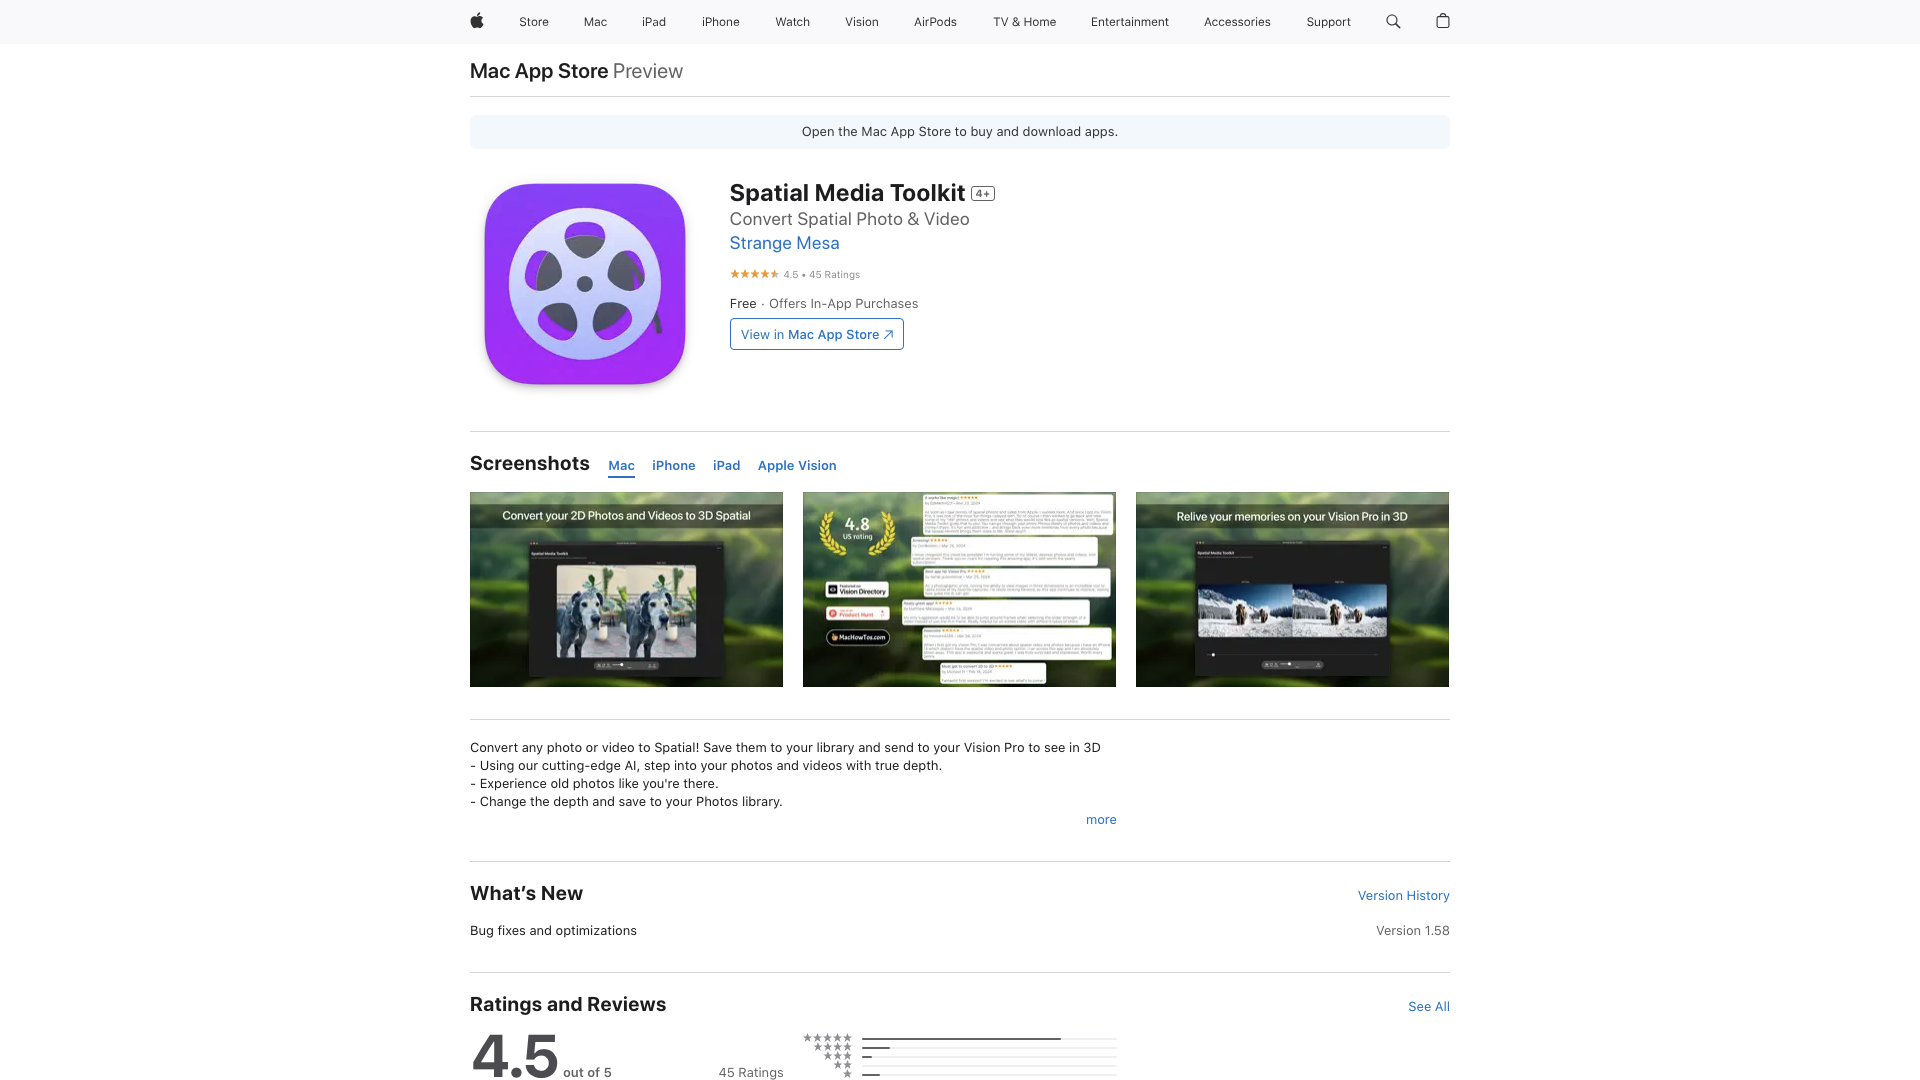 Store Mac iPad iPhone Watch Vision AirPods TV & Home Entertainment Accessories Support
Mac App Store Preview
Open the Mac App Store to buy and download apps.
Spatial Media Toolkit 4+
Convert Spatial Photo & Video
Strange Mesa
4.5 • 45 Ratings
Free · Offers In-App Purchases
View in Mac App Store
Screenshots Mac iPhone iPad Apple Vision
Convert your 2D Photos and Videos to 3D Spatial
4.8
US rating
Featured on
Vision Directory
Product Hunt
MacHowTos.com
Relive your memories on your Vision Pro in 3D
Convert any photo or video to Spatial! Save them to your library and send to your Vision Pro to see in 3D
- Using our cutting-edge AI, step into your photos and videos with true depth.
- Experience old photos like you're there.
- Change the depth and save to your Photos library.
more
What’s New Version History
Bug fixes and optimizations Version 1.58
Ratings and Reviews See All
4.5 out of 5 45 Ratings